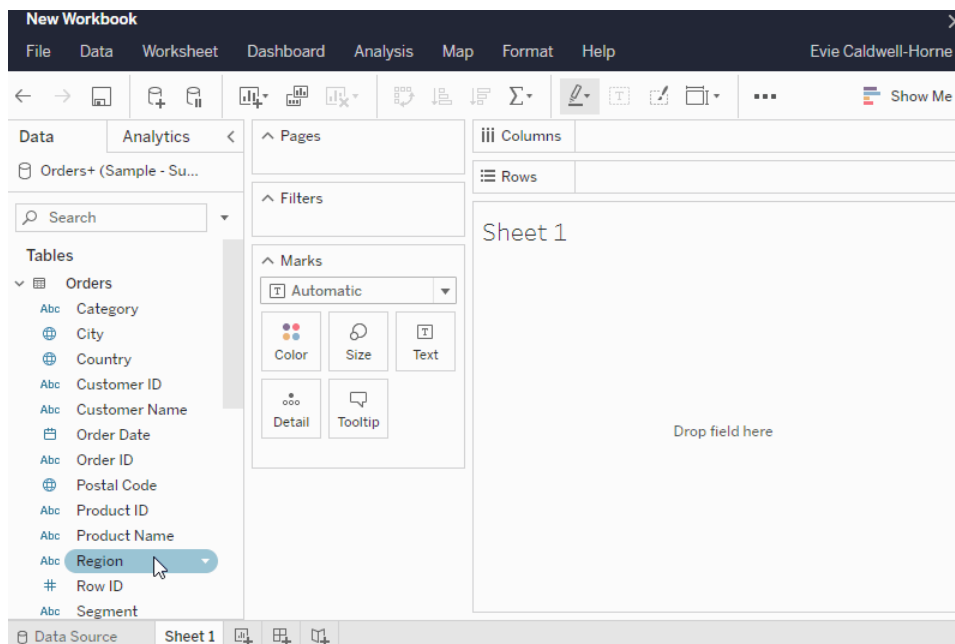 New Workbook
File Data Worksheet Dashboard Analysis Map Format Help Evie Caldwell-Horne
Show Me
Data Analytics
Orders+ (Sample - Su...
Search
Tables
Orders
Abc Category
City
Country
Abc Customer ID
Abc Customer Name
Order Date
Abc Order ID
Postal Code
Abc Product ID
Abc Product Name
Abc Region
# Row ID
Abc Segment
Pages
Filters
Marks
T Automatic
Color Size T Text
Detail Tooltip
Columns
Rows
Sheet 1
Drop field here
Data Source Sheet 1